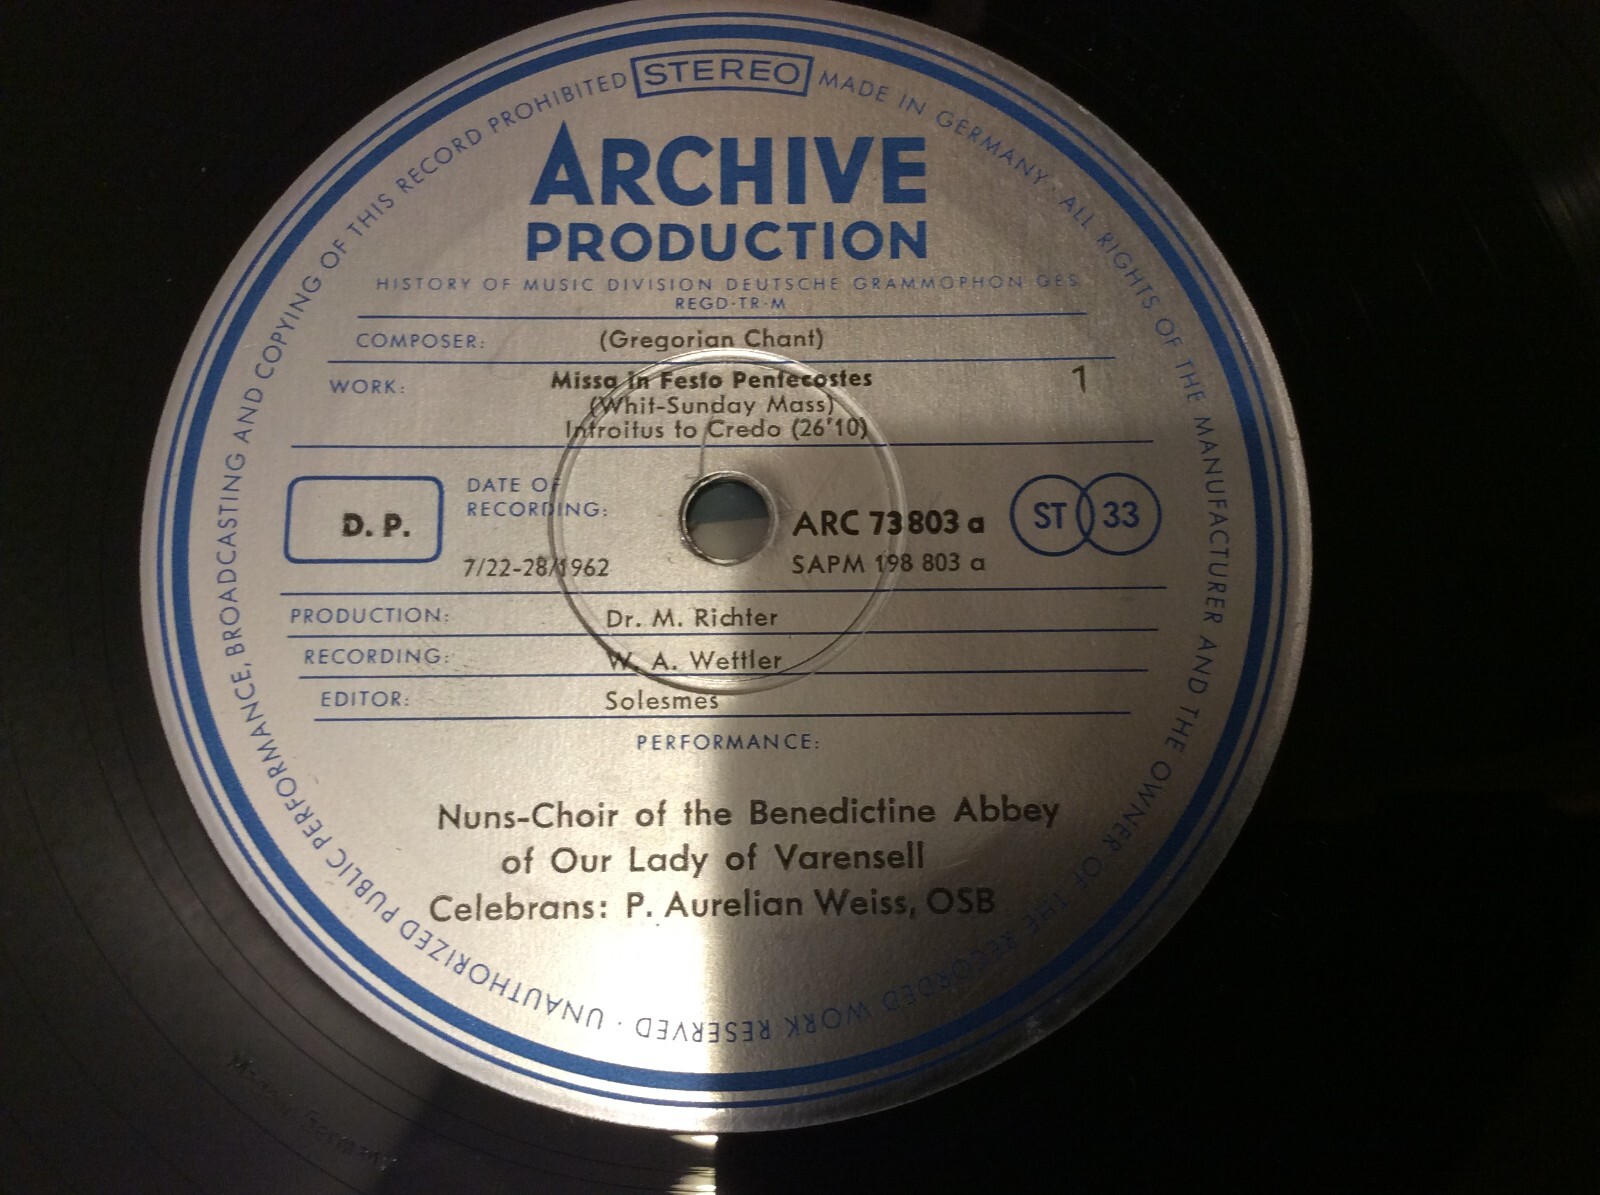 STEREO
MADE IN GERMANY · ALL RIGHTS OF THE MANUFACTURER AND THE OWNER OF THE RECORDED WORK RESERVED · UNAUTHORIZED PUBLIC PERFORMANCE, BROADCASTING AND COPYING OF THIS RECORD PROHIBITED
ARCHIVE
PRODUCTION
HISTORY OF MUSIC DIVISION DEUTSCHE GRAMMOPHON GES
REGD·TR·M
COMPOSER: (Gregorian Chant)
WORK: Missa in Festo Pentecostes 1
(Whit-Sunday Mass)
Introitus to Credo (26'10)
D. P.
DATE OF
RECORDING:
7/22-28/1962
ARC 73 803 a
SAPM 198 803 a
ST 33
PRODUCTION: Dr. M. Richter
RECORDING: W. A. Wettler
EDITOR: Solesmes
PERFORMANCE:
Nuns-Choir of the Benedictine Abbey
of Our Lady of Varensell
Celebrans: P. Aurelian Weiss, OSB